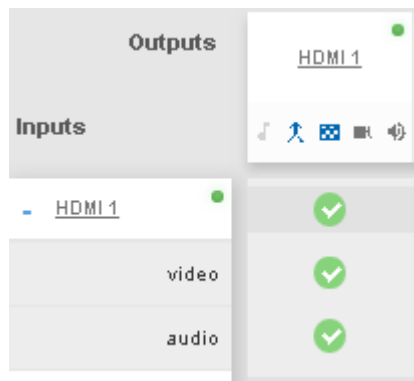 Outputs
HDMI 1
Inputs
- HDMI 1
video
audio